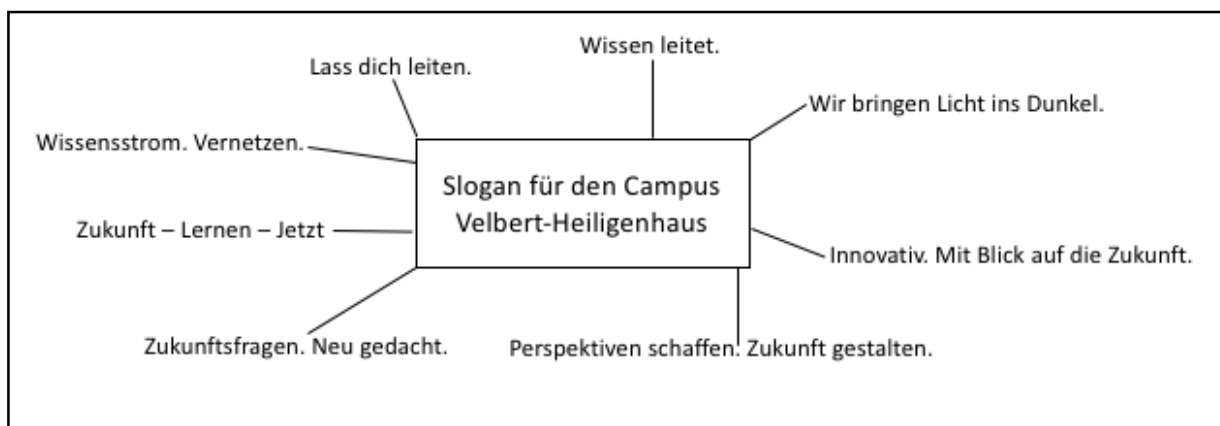 Wissen leitet.
Lass dich leiten.
Wir bringen Licht ins Dunkel.
Wissensstrom. Vernetzen.
Slogan für den Campus
Velbert-Heiligenhaus
Zukunft – Lernen – Jetzt
Innovativ. Mit Blick auf die Zukunft.
Zukunftsfragen. Neu gedacht.
Perspektiven schaffen. Zukunft gestalten.